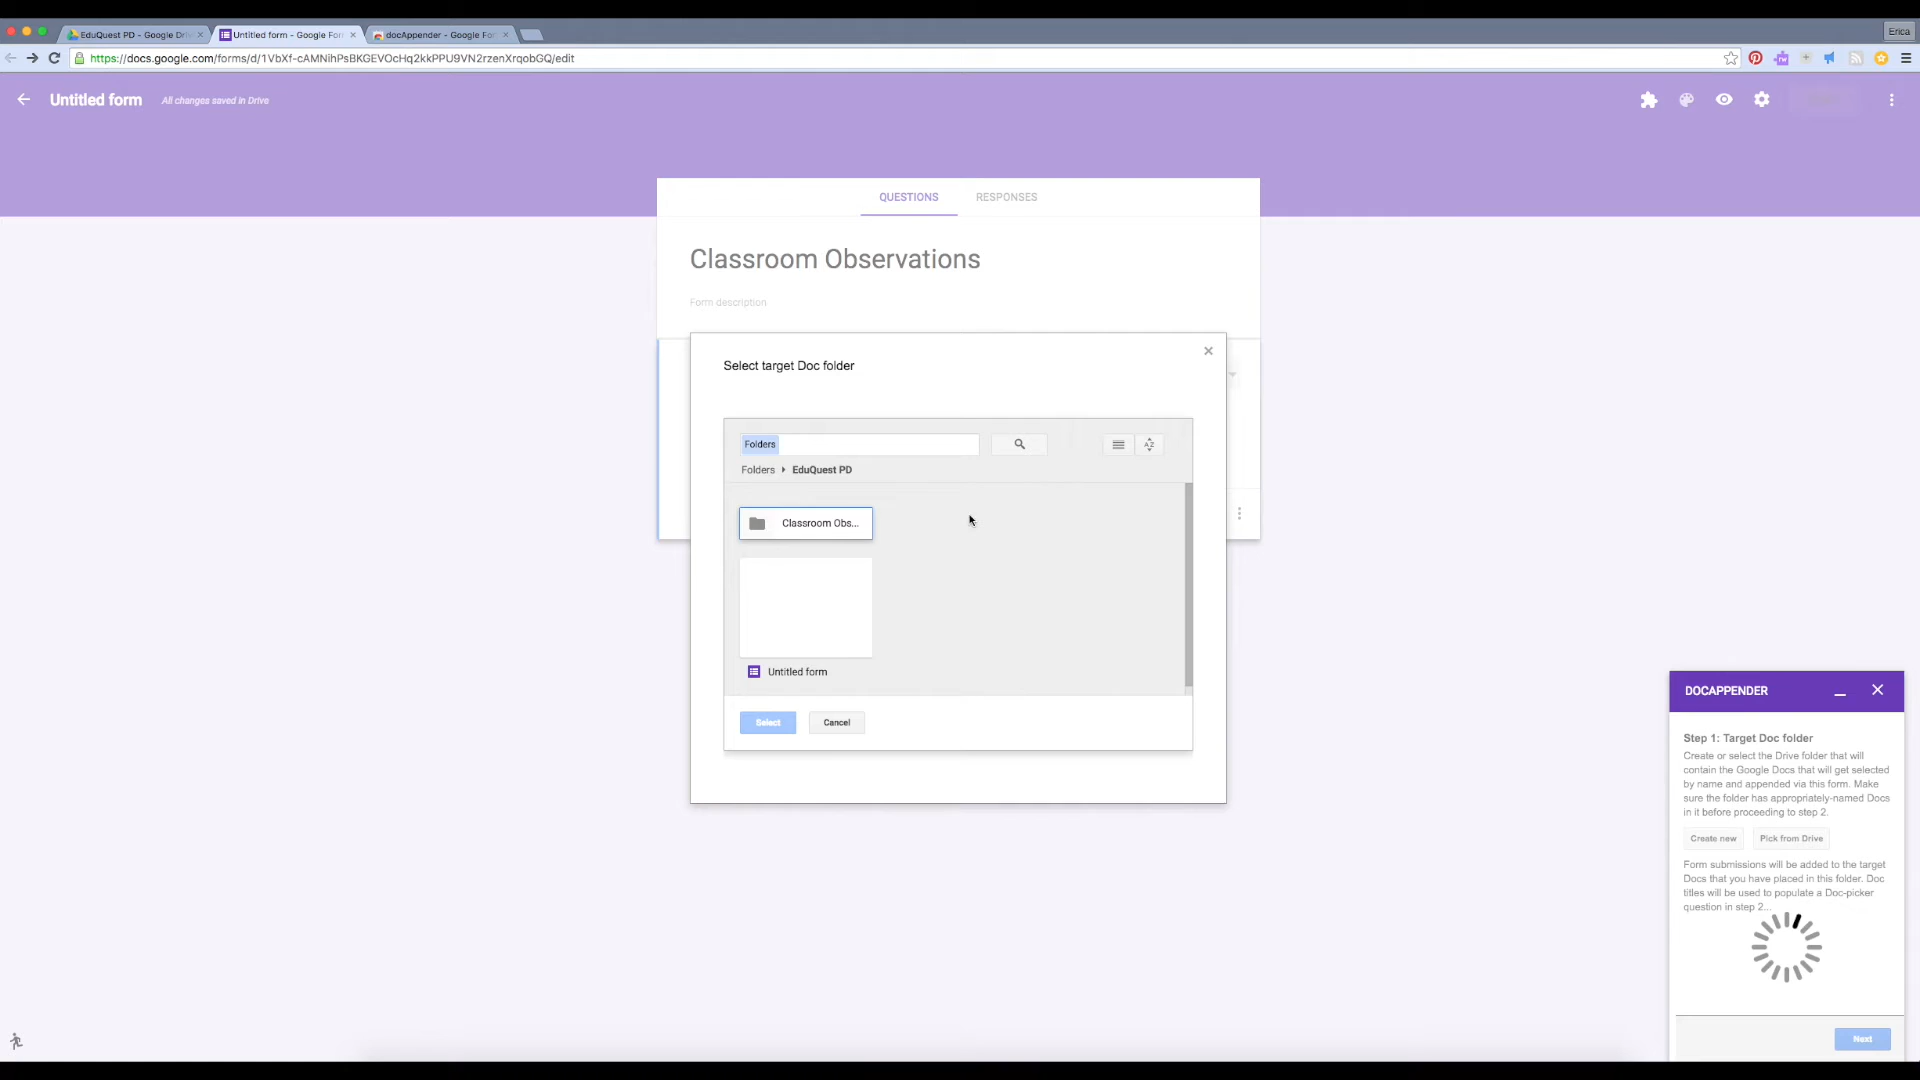 EduQuest PD - Google Driv
Untitled form - Google For
docAppender - Google For
Erica
https://docs.google.com/forms/d/1VbXf-cAMNihPsBKGEVOcHq2kkPPU9VN2rzenXrqobGQ/edit
Untitled form
All changes saved in Drive
QUESTIONS
RESPONSES
Classroom Observations
Form description
Select target Doc folder
Folders
Folders
EduQuest PD
Classroom Obs...
Untitled form
Select
Cancel
DOCAPPENDER
Step 1: Target Doc folder
Create or select the Drive folder that will
contain the Google Docs that will get selected
by name and appended via this form. Make
sure the folder has appropriately-named Docs
in it before proceeding to step 2.
Create new
Pick from Drive
Form submissions will be added to the target
Docs that you have placed in this folder. Doc
titles will be used to populate a Doc-picker
question in step 2...
Next